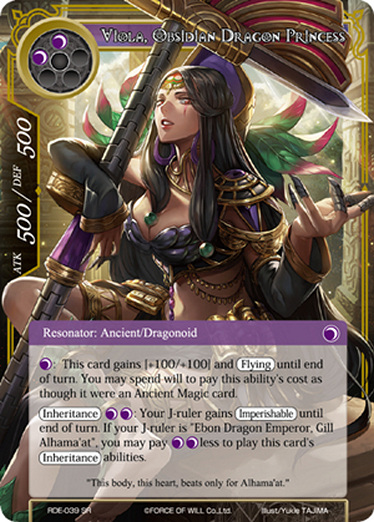 Viola, Obsidian Dragon Princess
ATK 500 / DEF 500
Resonator: Ancient/Dragonoid
: This card gains [+100/+100] and Flying until end
of turn. You may spend will to pay this ability's cost as
though it were an Ancient Magic card.
Inheritance : Your J-ruler gains Imperishable until
end of turn. If your J-ruler is "Ebon Dragon Emperor, Gill
Alhama'at", you may pay less to play this card's
Inheritance abilities.
"This body, this heart, beats only for Alhama'at."
RDE-039 SR ©FORCE OF WILL Co.,Ltd. Illust/Yukie TAJIMA